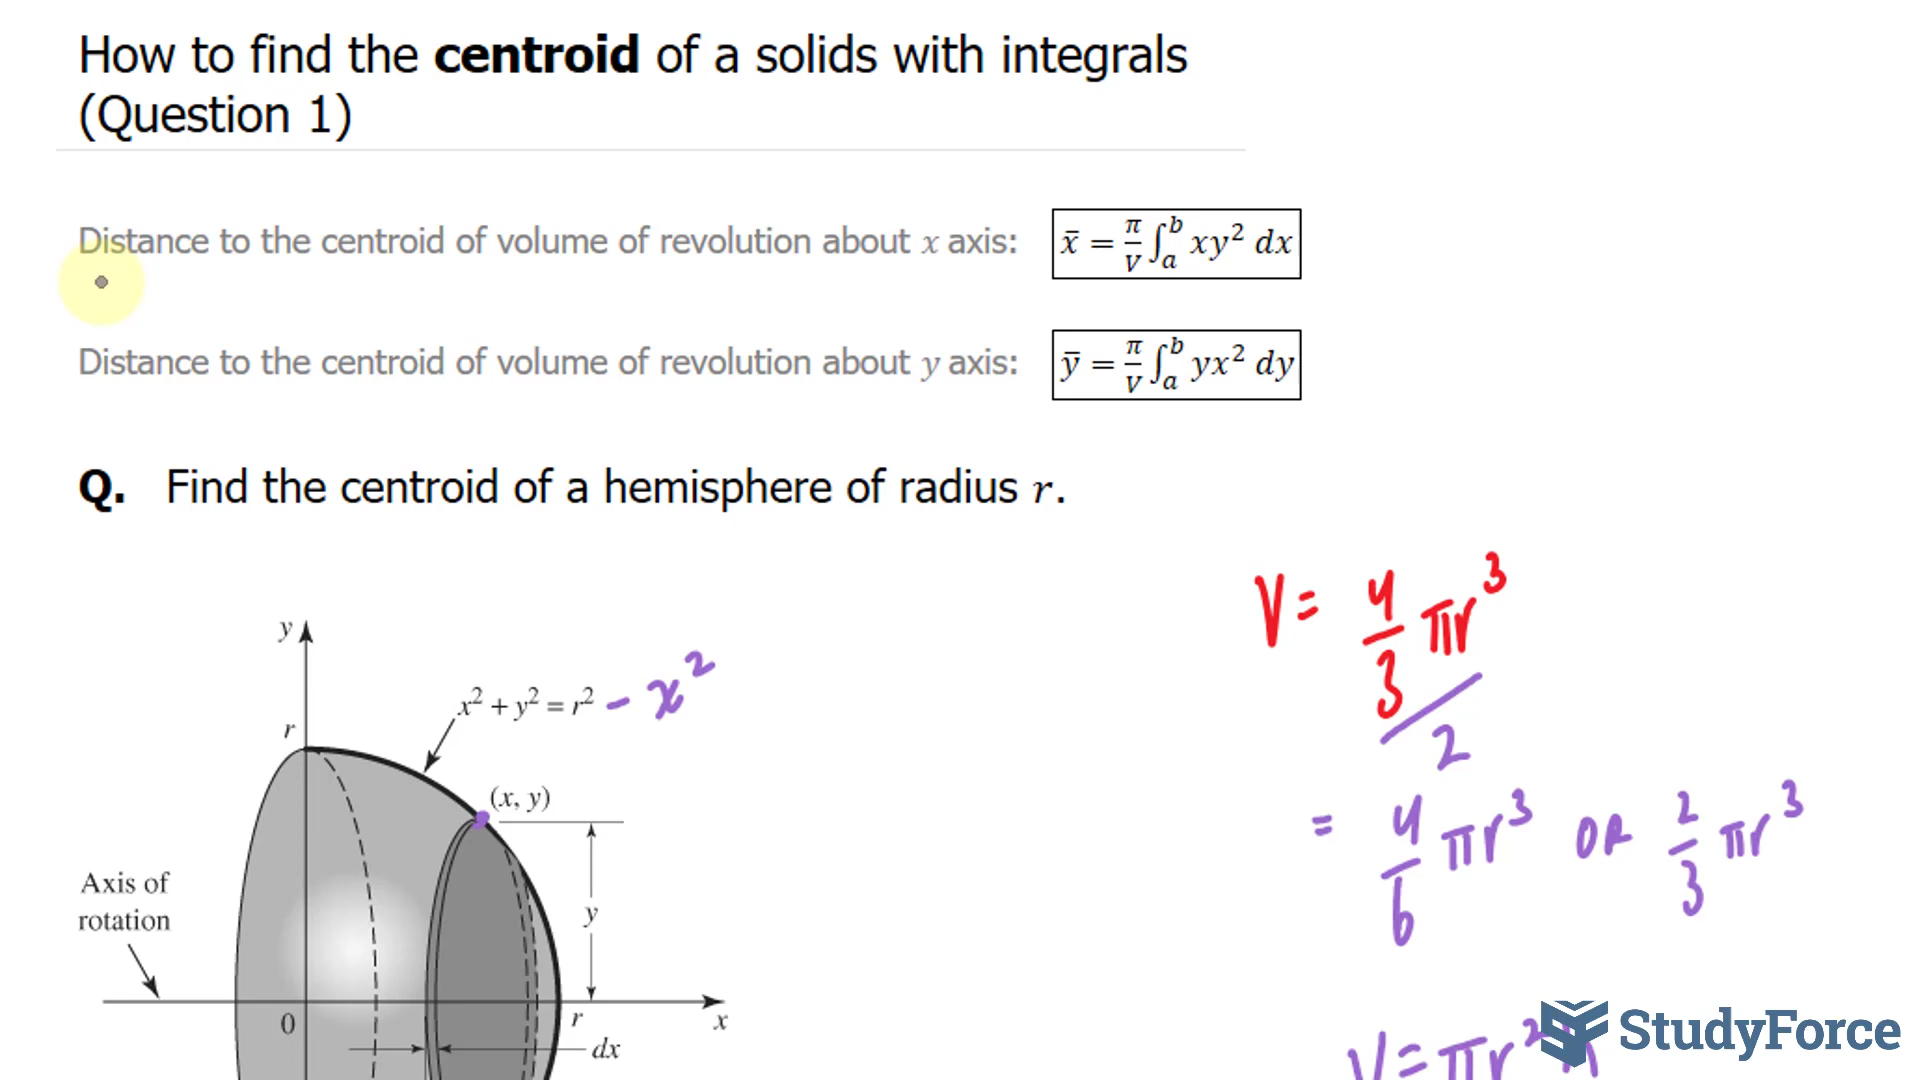 How to find the centroid of a solids with integrals
(Question 1)
Distance to the centroid of volume of revolution about x axis: x̄ = π/V ∫_a^b xy² dx
Distance to the centroid of volume of revolution about y axis: ȳ = π/V ∫_a^b yx² dy
Q. Find the centroid of a hemisphere of radius r.
V = 4/3 πr³
/2
= 4/6 πr³ OR 2/3 πr³
V = πr²
y
x² + y² = r² - x²
r
(x, y)
Axis of
rotation
y
0
r
x
dx
StudyForce